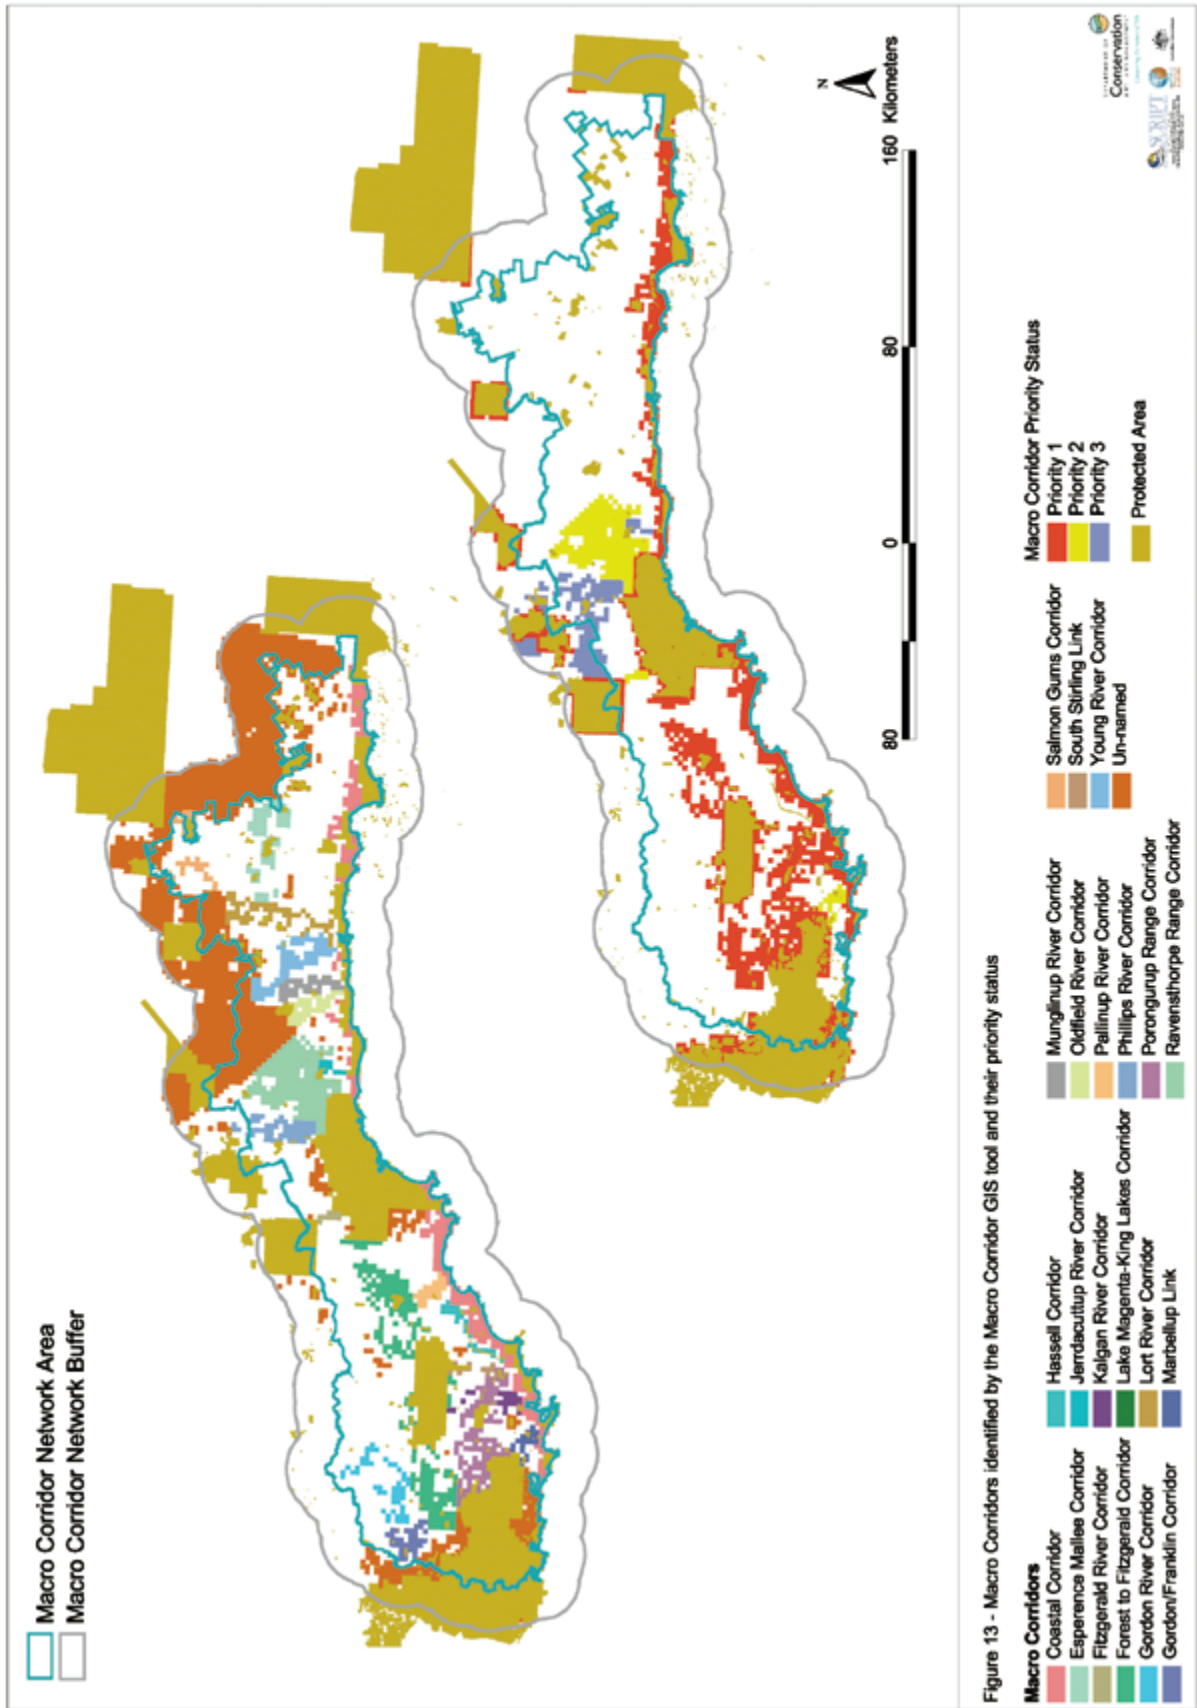 Macro Corridor Network Area
Macro Corridor Network Buffer
N
80 0 80 160 Kilometers
Figure 13 - Macro Corridors identified by the Macro Corridor GIS tool and their priority status
Macro Corridors
Coastal Corridor
Esperence Mallee Corridor
Fitzgerald River Corridor
Forest to Fitzgerald Corridor
Gordon River Corridor
Gordon/Franklin Corridor
Hassell Corridor
Jerrdacuttup River Corridor
Kalgan River Corridor
Lake Magenta-King Lakes Corridor
Lort River Corridor
Marbellup Link
Munglinup River Corridor
Oldfield River Corridor
Pallinup River Corridor
Phillips River Corridor
Porongurup Range Corridor
Ravensthorpe Range Corridor
Salmon Gums Corridor
South Stirling Link
Young River Corridor
Un-named
Macro Corridor Priority Status
Priority 1
Priority 2
Priority 3
Protected Area
SCRIPT
Conservation